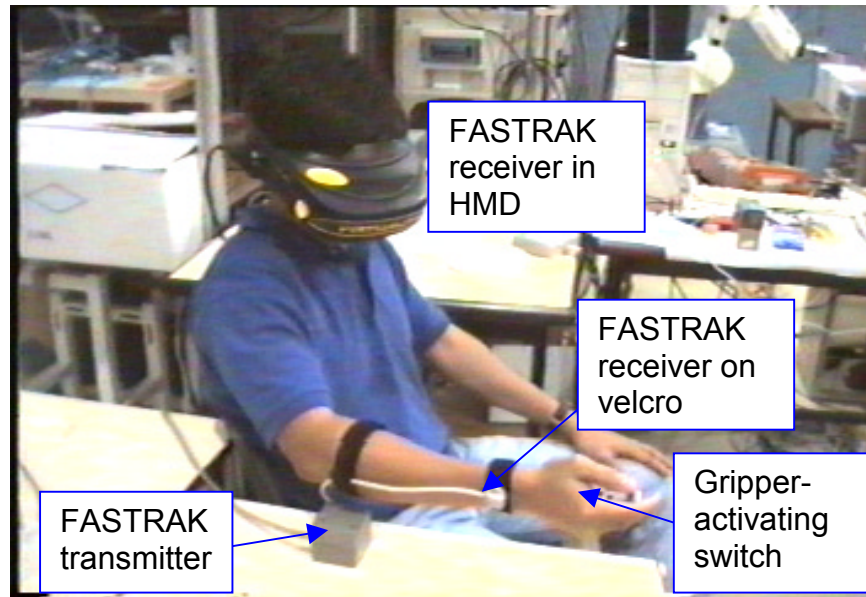 FASTRAK
receiver in
HMD
FASTRAK
receiver on
velcro
FASTRAK
transmitter
Gripper-
activating
switch